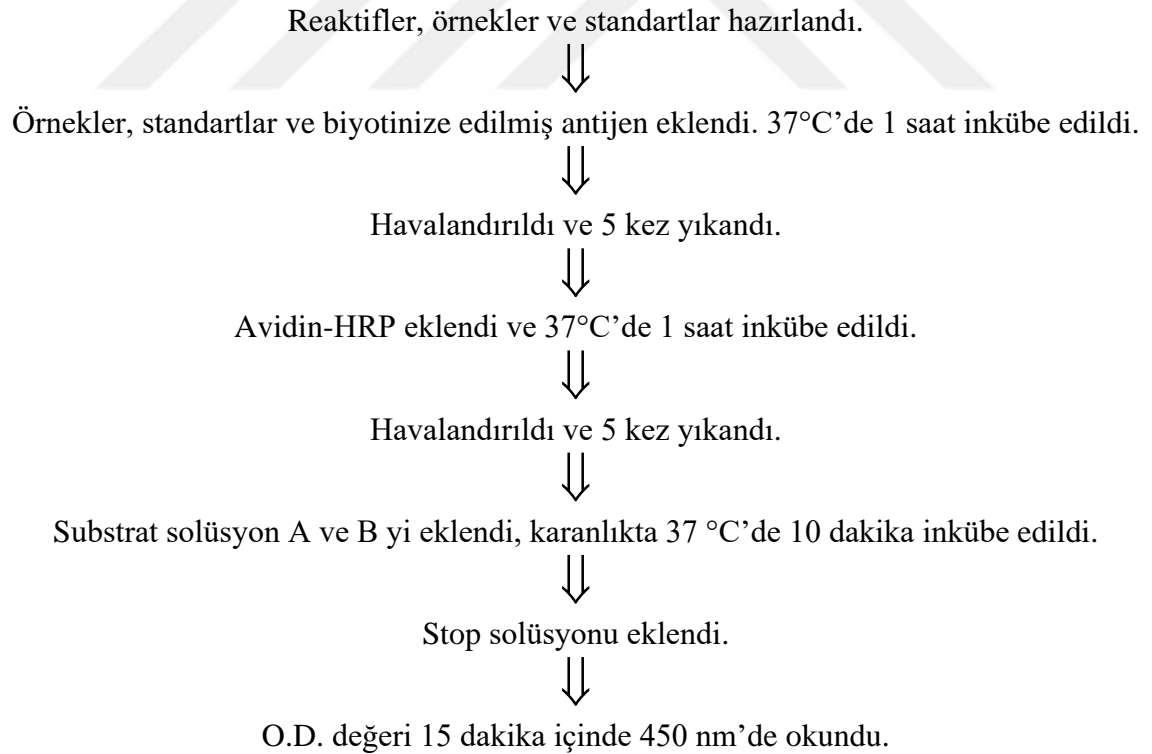 Reaktifler, örnekler ve standartlar hazırlandı.
Örnekler, standartlar ve biyotinize edilmiş antijen eklendi. 37°C’de 1 saat inkübe edildi.
Havalandırıldı ve 5 kez yıkandı.
Avidin-HRP eklendi ve 37°C’de 1 saat inkübe edildi.
Havalandırıldı ve 5 kez yıkandı.
Substrat solüsyon A ve B yi eklendi, karanlıkta 37 °C’de 10 dakika inkübe edildi.
Stop solüsyonu eklendi.
O.D. değeri 15 dakika içinde 450 nm’de okundu.